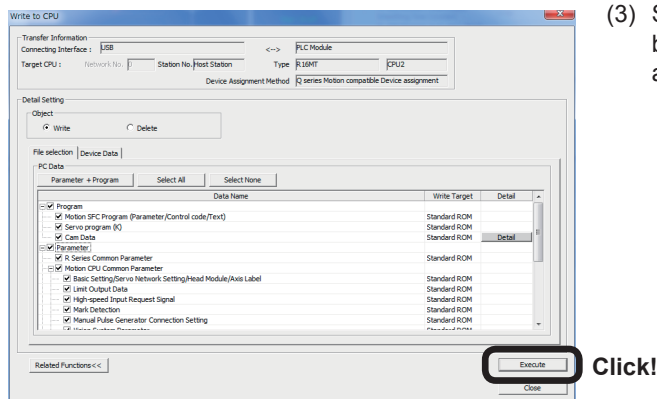 Write to CPU
Transfer Information
Connecting Interface : USB <--> PLC Module
Target CPU : Network No. 0 Station No. Host Station Type R16MT CPU2
Device Assignment Method Q series Motion compatible Device assignment
Detail Setting
Object
Write Delete
File selection Device Data
PC Data
Parameter + Program Select All Select None
Data Name Write Target Detail
Program
Motion SFC Program (Parameter/Control code/Text) Standard ROM
Servo program (K) Standard ROM
Cam Data Standard ROM Detail
Parameter
R Series Common Parameter Standard ROM
Motion CPU Common Parameter
Basic Setting/Servo Network Setting/Head Module/Axis Label Standard ROM
Limit Output Data Standard ROM
High-speed Input Request Signal Standard ROM
Mark Detection Standard ROM
Manual Pulse Generator Connection Setting Standard ROM
Vision System Parameter Standard ROM
Related Functions<< Execute
Close
Click!
(3) S
b
a